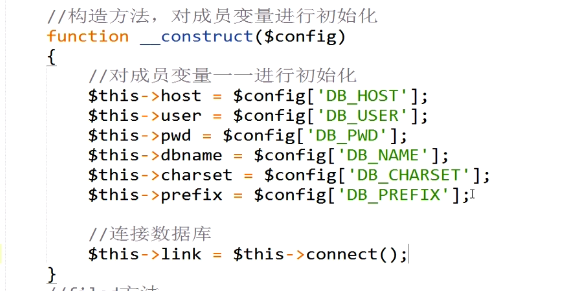 //构造方法，对成员变量进行初始化
function __construct($config)
{
//对成员变量一一进行初始化
$this->host = $config['DB_HOST'];
$this->user = $config['DB_USER'];
$this->pwd = $config['DB_PWD'];
$this->dbname = $config['DB_NAME'];
$this->charset = $config['DB_CHARSET'];
$this->prefix = $config['DB_PREFIX'];
//连接数据库
$this->link = $this->connect();
}